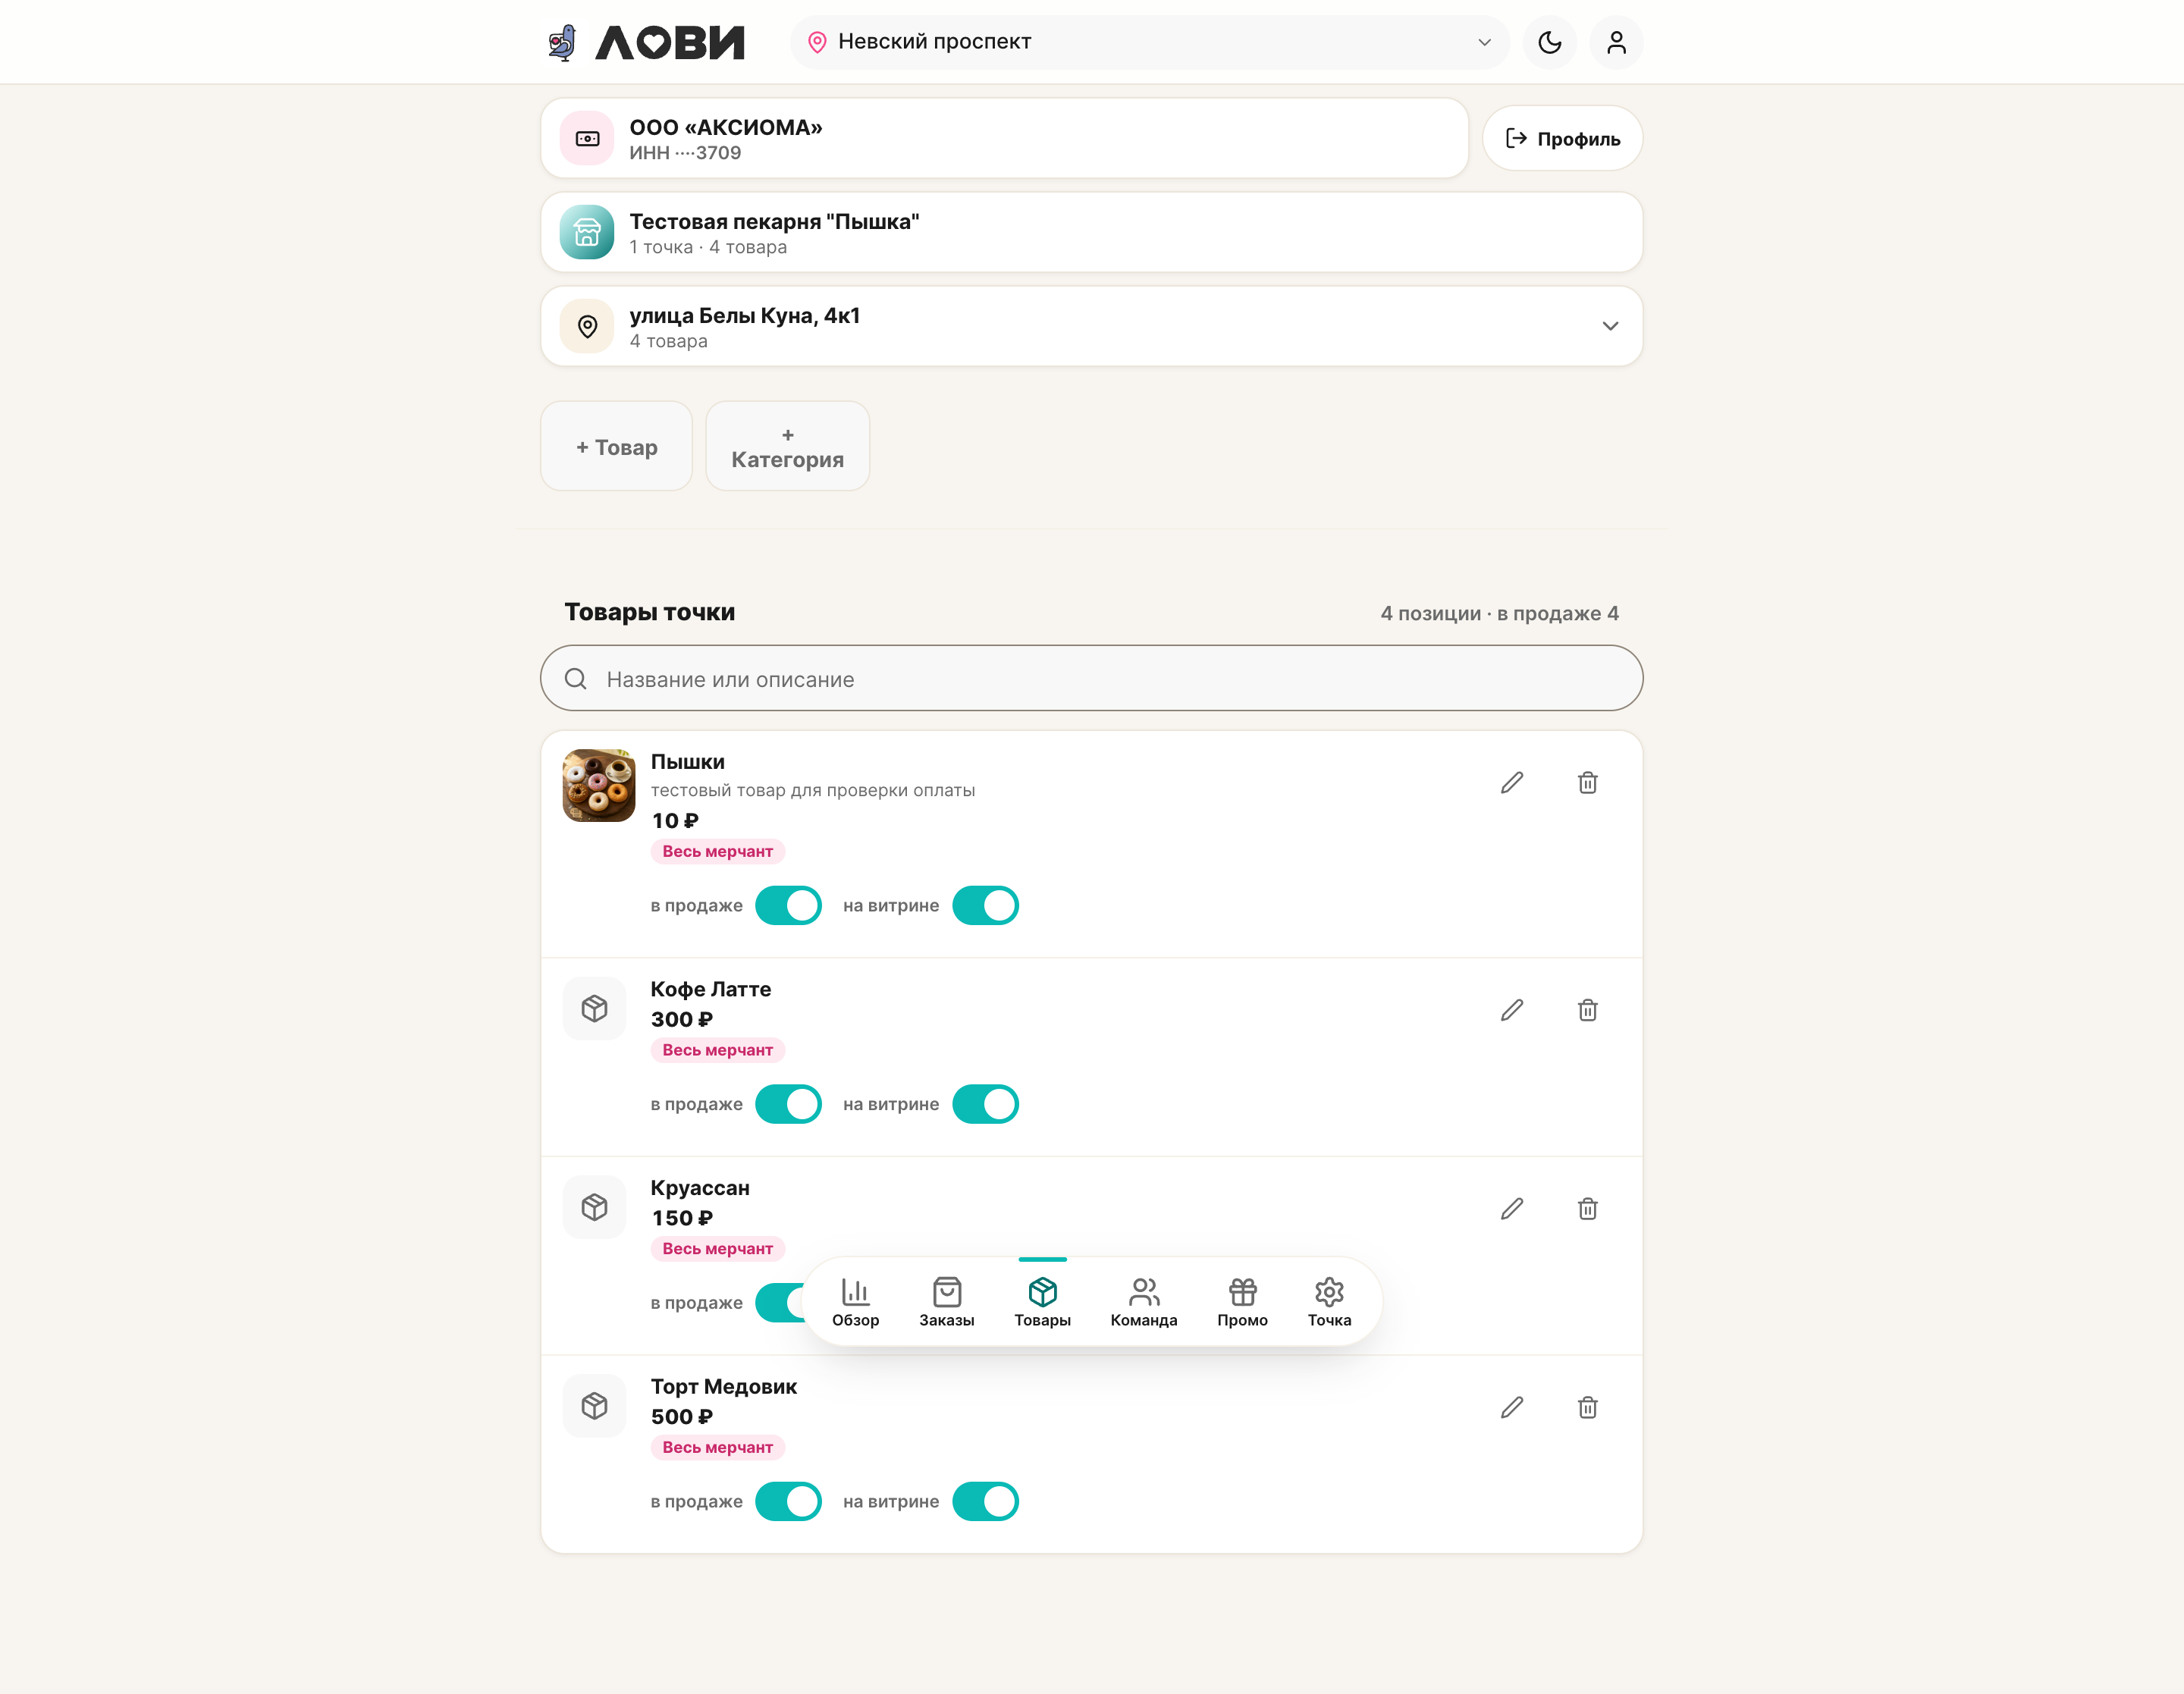 ЛОВИ
Невский проспект
ООО «АКСИОМА»
ИНН ····3709
Профиль
Тестовая пекарня "Пышка"
1 точка · 4 товара
улица Белы Куна, 4к1
4 товара
+ Товар
+
Категория
Товары точки
4 позиции · в продаже 4
Название или описание
Пышки
тестовый товар для проверки оплаты
10 ₽
Весь мерчант
в продаже
на витрине
Кофе Латте
300 ₽
Весь мерчант
в продаже
на витрине
Круассан
150 ₽
Весь мерчант
в продаже
Обзор
Заказы
Товары
Команда
Промо
Точка
Торт Медовик
500 ₽
Весь мерчант
в продаже
на витрине